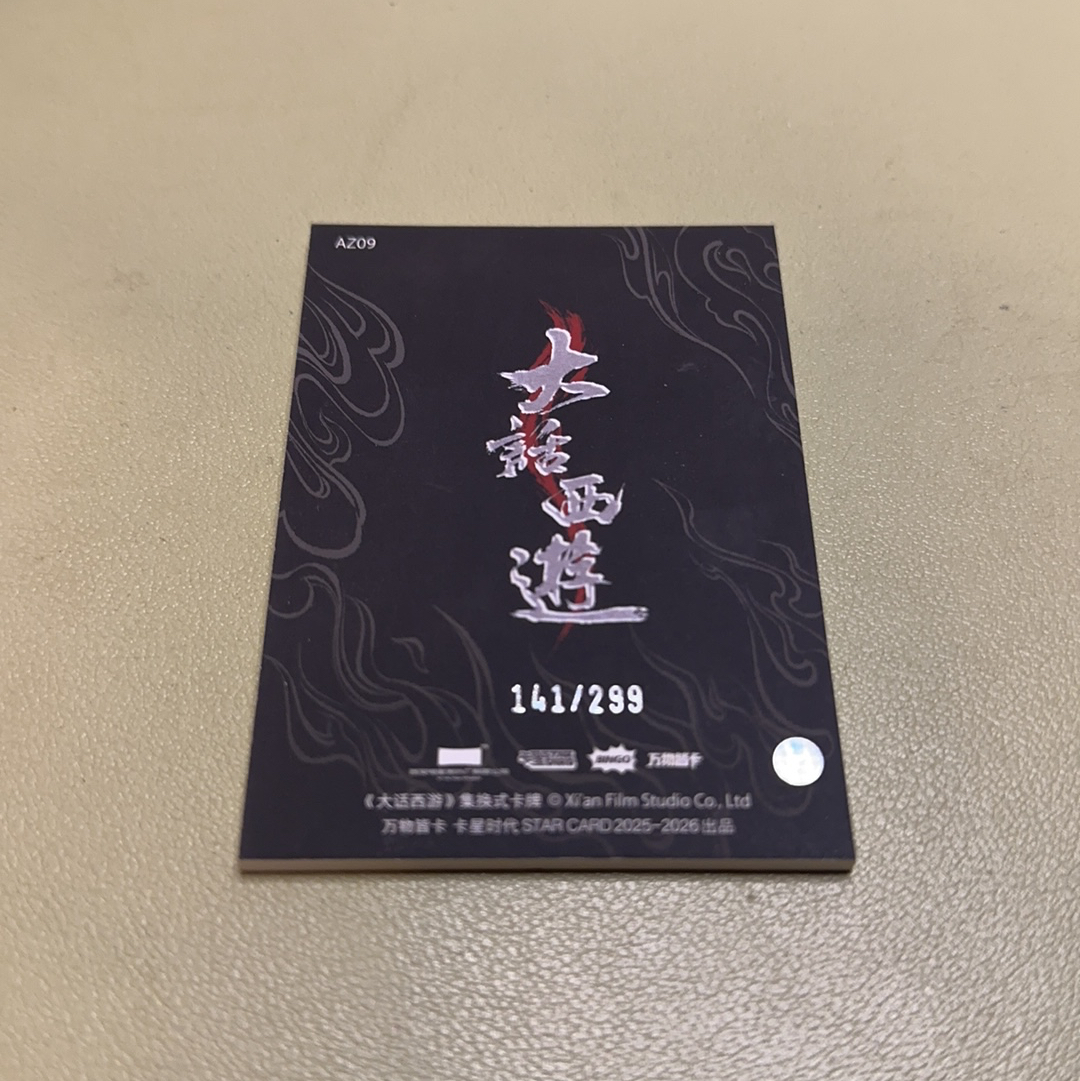 AZ09
大
話
西
遊
141/299
BINGO 万物皆卡
《大话西游》集换式卡牌 © Xi'an Film Studio Co., Ltd
万物皆卡 卡星时代 STAR CARD 2025-2026 出品